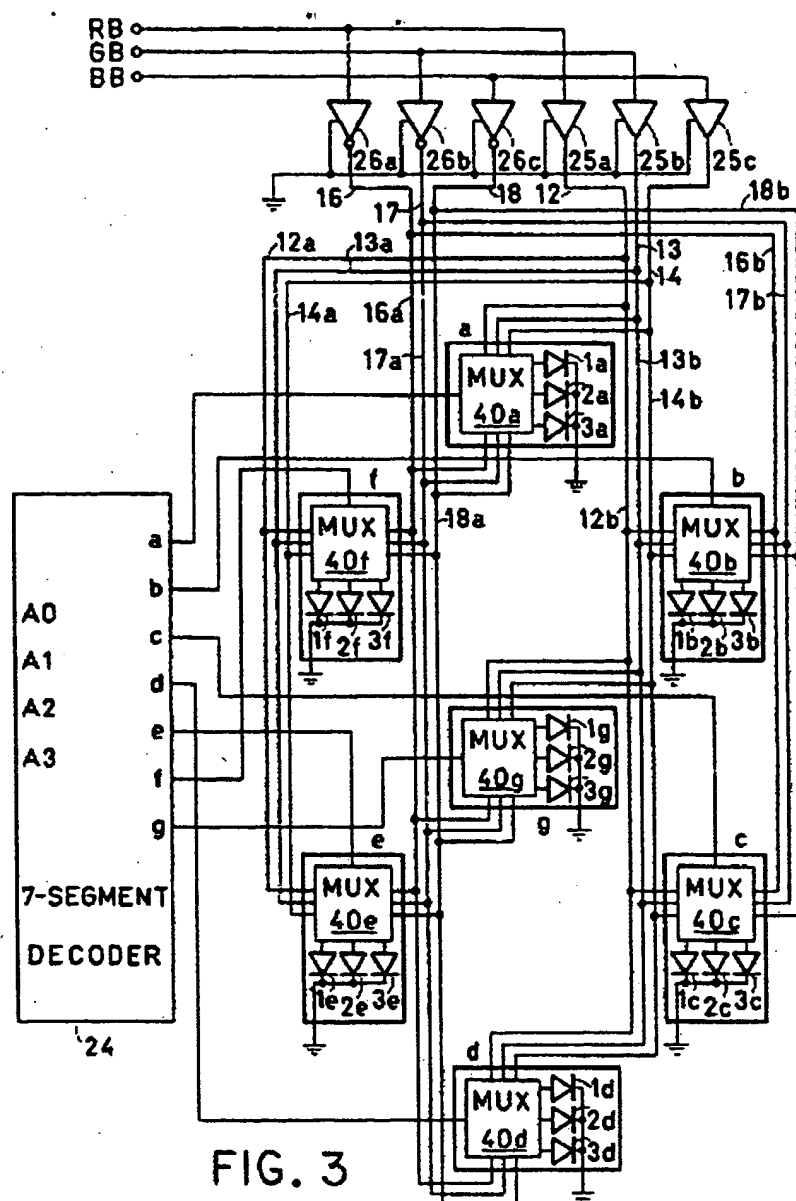 RB
GB
BB
26a 26b 26c 25a 25b 25c
16 17 18 12 18b
12a 13a 13 16b
14a 16a 14 17b
a
17a MUX 1a 13b
40a 2a 14b
3a
f 18a 12b b
a MUX MUX
b 40f 40b
A0 1f 2f 3f 1b 2b 3b
c
A1
d
A2 MUX 1g
e 40g 2g
A3 3g
f
g g
e c
MUX MUX
7-SEGMENT 40e 40c
DECODER 1e 2e 3e 1c 2c 3c
24
d
MUX 1d
40d 2d
3d
FIG. 3